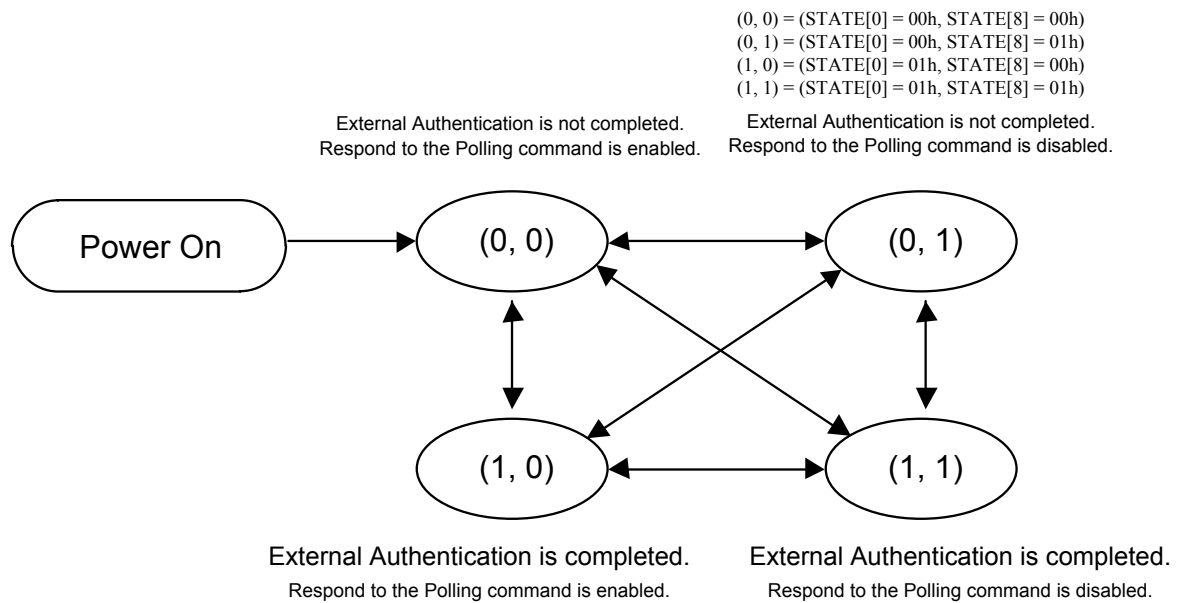 (0, 0) = (STATE[0] = 00h, STATE[8] = 00h)
(0, 1) = (STATE[0] = 00h, STATE[8] = 01h)
(1, 0) = (STATE[0] = 01h, STATE[8] = 00h)
(1, 1) = (STATE[0] = 01h, STATE[8] = 01h)
External Authentication is not completed.
Respond to the Polling command is enabled.
External Authentication is not completed.
Respond to the Polling command is disabled.
Power On
(0, 0)
(0, 1)
(1, 0)
(1, 1)
External Authentication is completed.
Respond to the Polling command is enabled.
External Authentication is completed.
Respond to the Polling command is disabled.